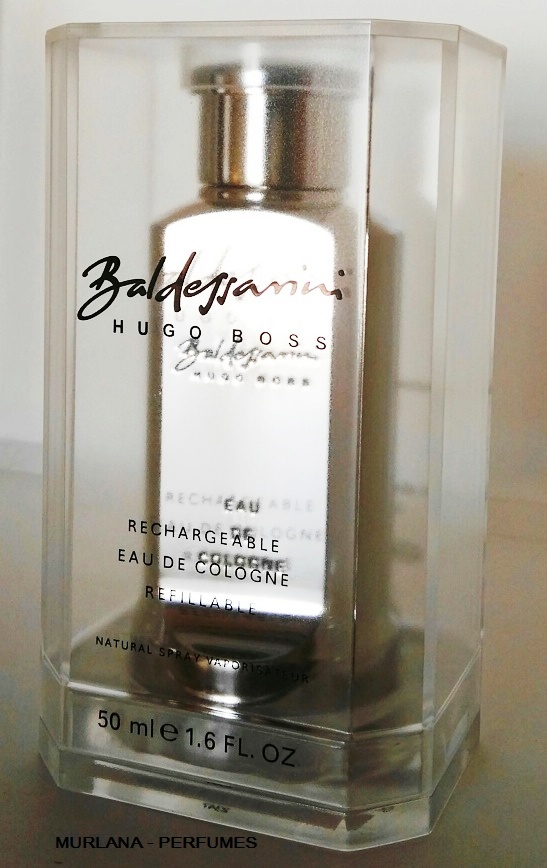 Baldessarini
HUGO BOSS
Baldessarini
HUGO BOSS
RECHARGEABLE
EAU
DE
COLOGNE
RECHARGEABLE
EAU DE COLOGNE
REFILLABLE
NATURAL SPRAY VAPORISATEUR
50 ml e 1.6 FL. OZ
MURLANA - PERFUMES